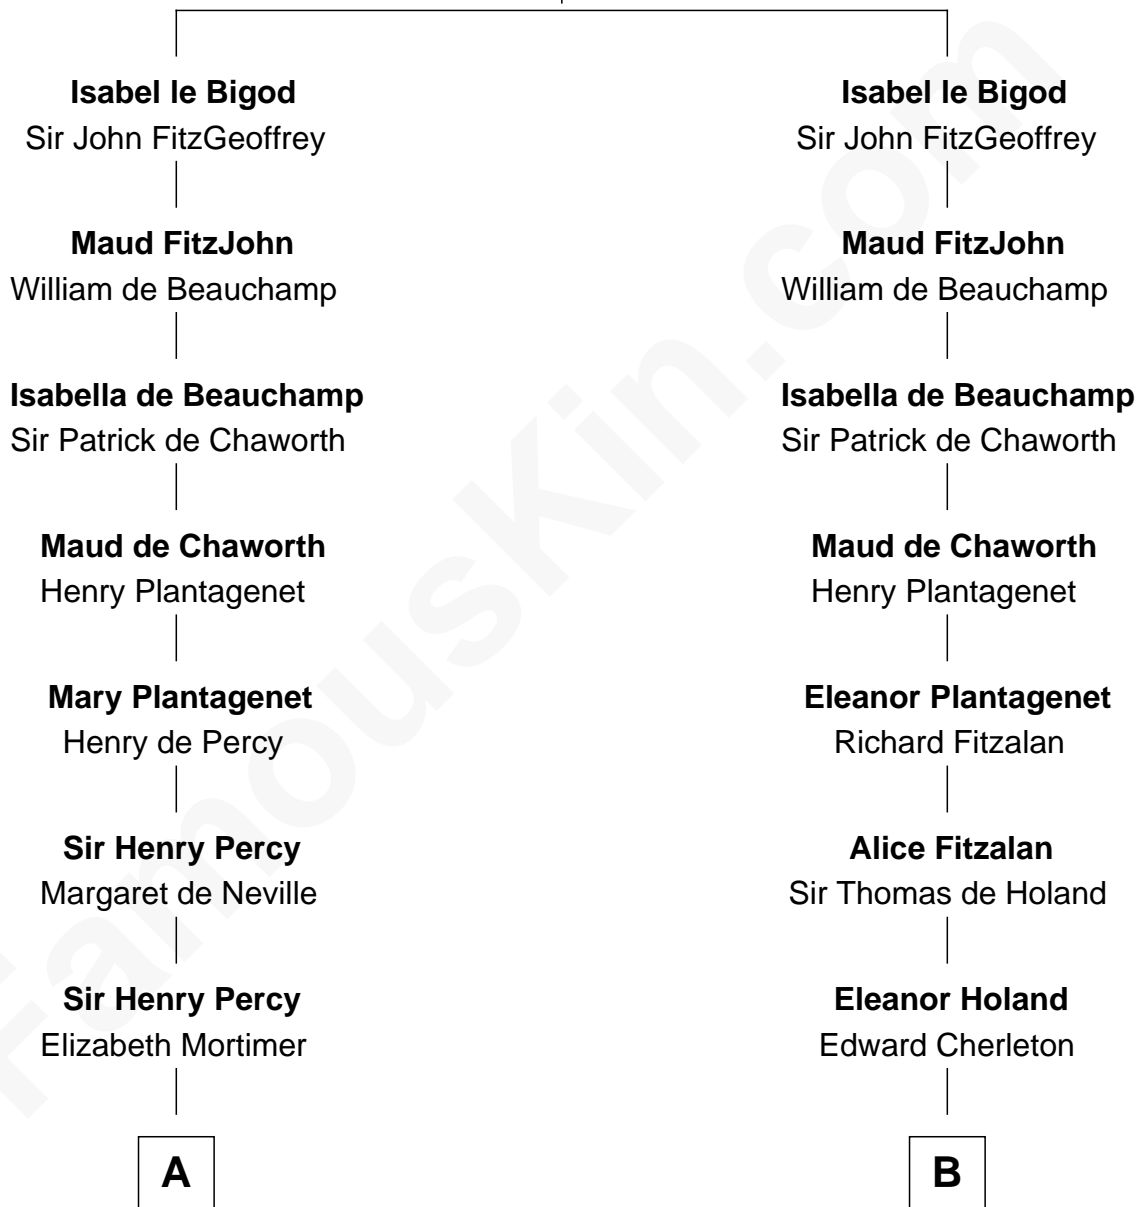 Isabel le Bigod
Sir John FitzGeoffrey
Maud FitzJohn
William de Beauchamp
Isabella de Beauchamp
Sir Patrick de Chaworth
Maud de Chaworth
Henry Plantagenet
Mary Plantagenet
Henry de Percy
Sir Henry Percy
Margaret de Neville
Sir Henry Percy
Elizabeth Mortimer
A
Isabel le Bigod
Sir John FitzGeoffrey
Maud FitzJohn
William de Beauchamp
Isabella de Beauchamp
Sir Patrick de Chaworth
Maud de Chaworth
Henry Plantagenet
Eleanor Plantagenet
Richard Fitzalan
Alice Fitzalan
Sir Thomas de Holand
Eleanor Holand
Edward Cherleton
B
FamousKin.com